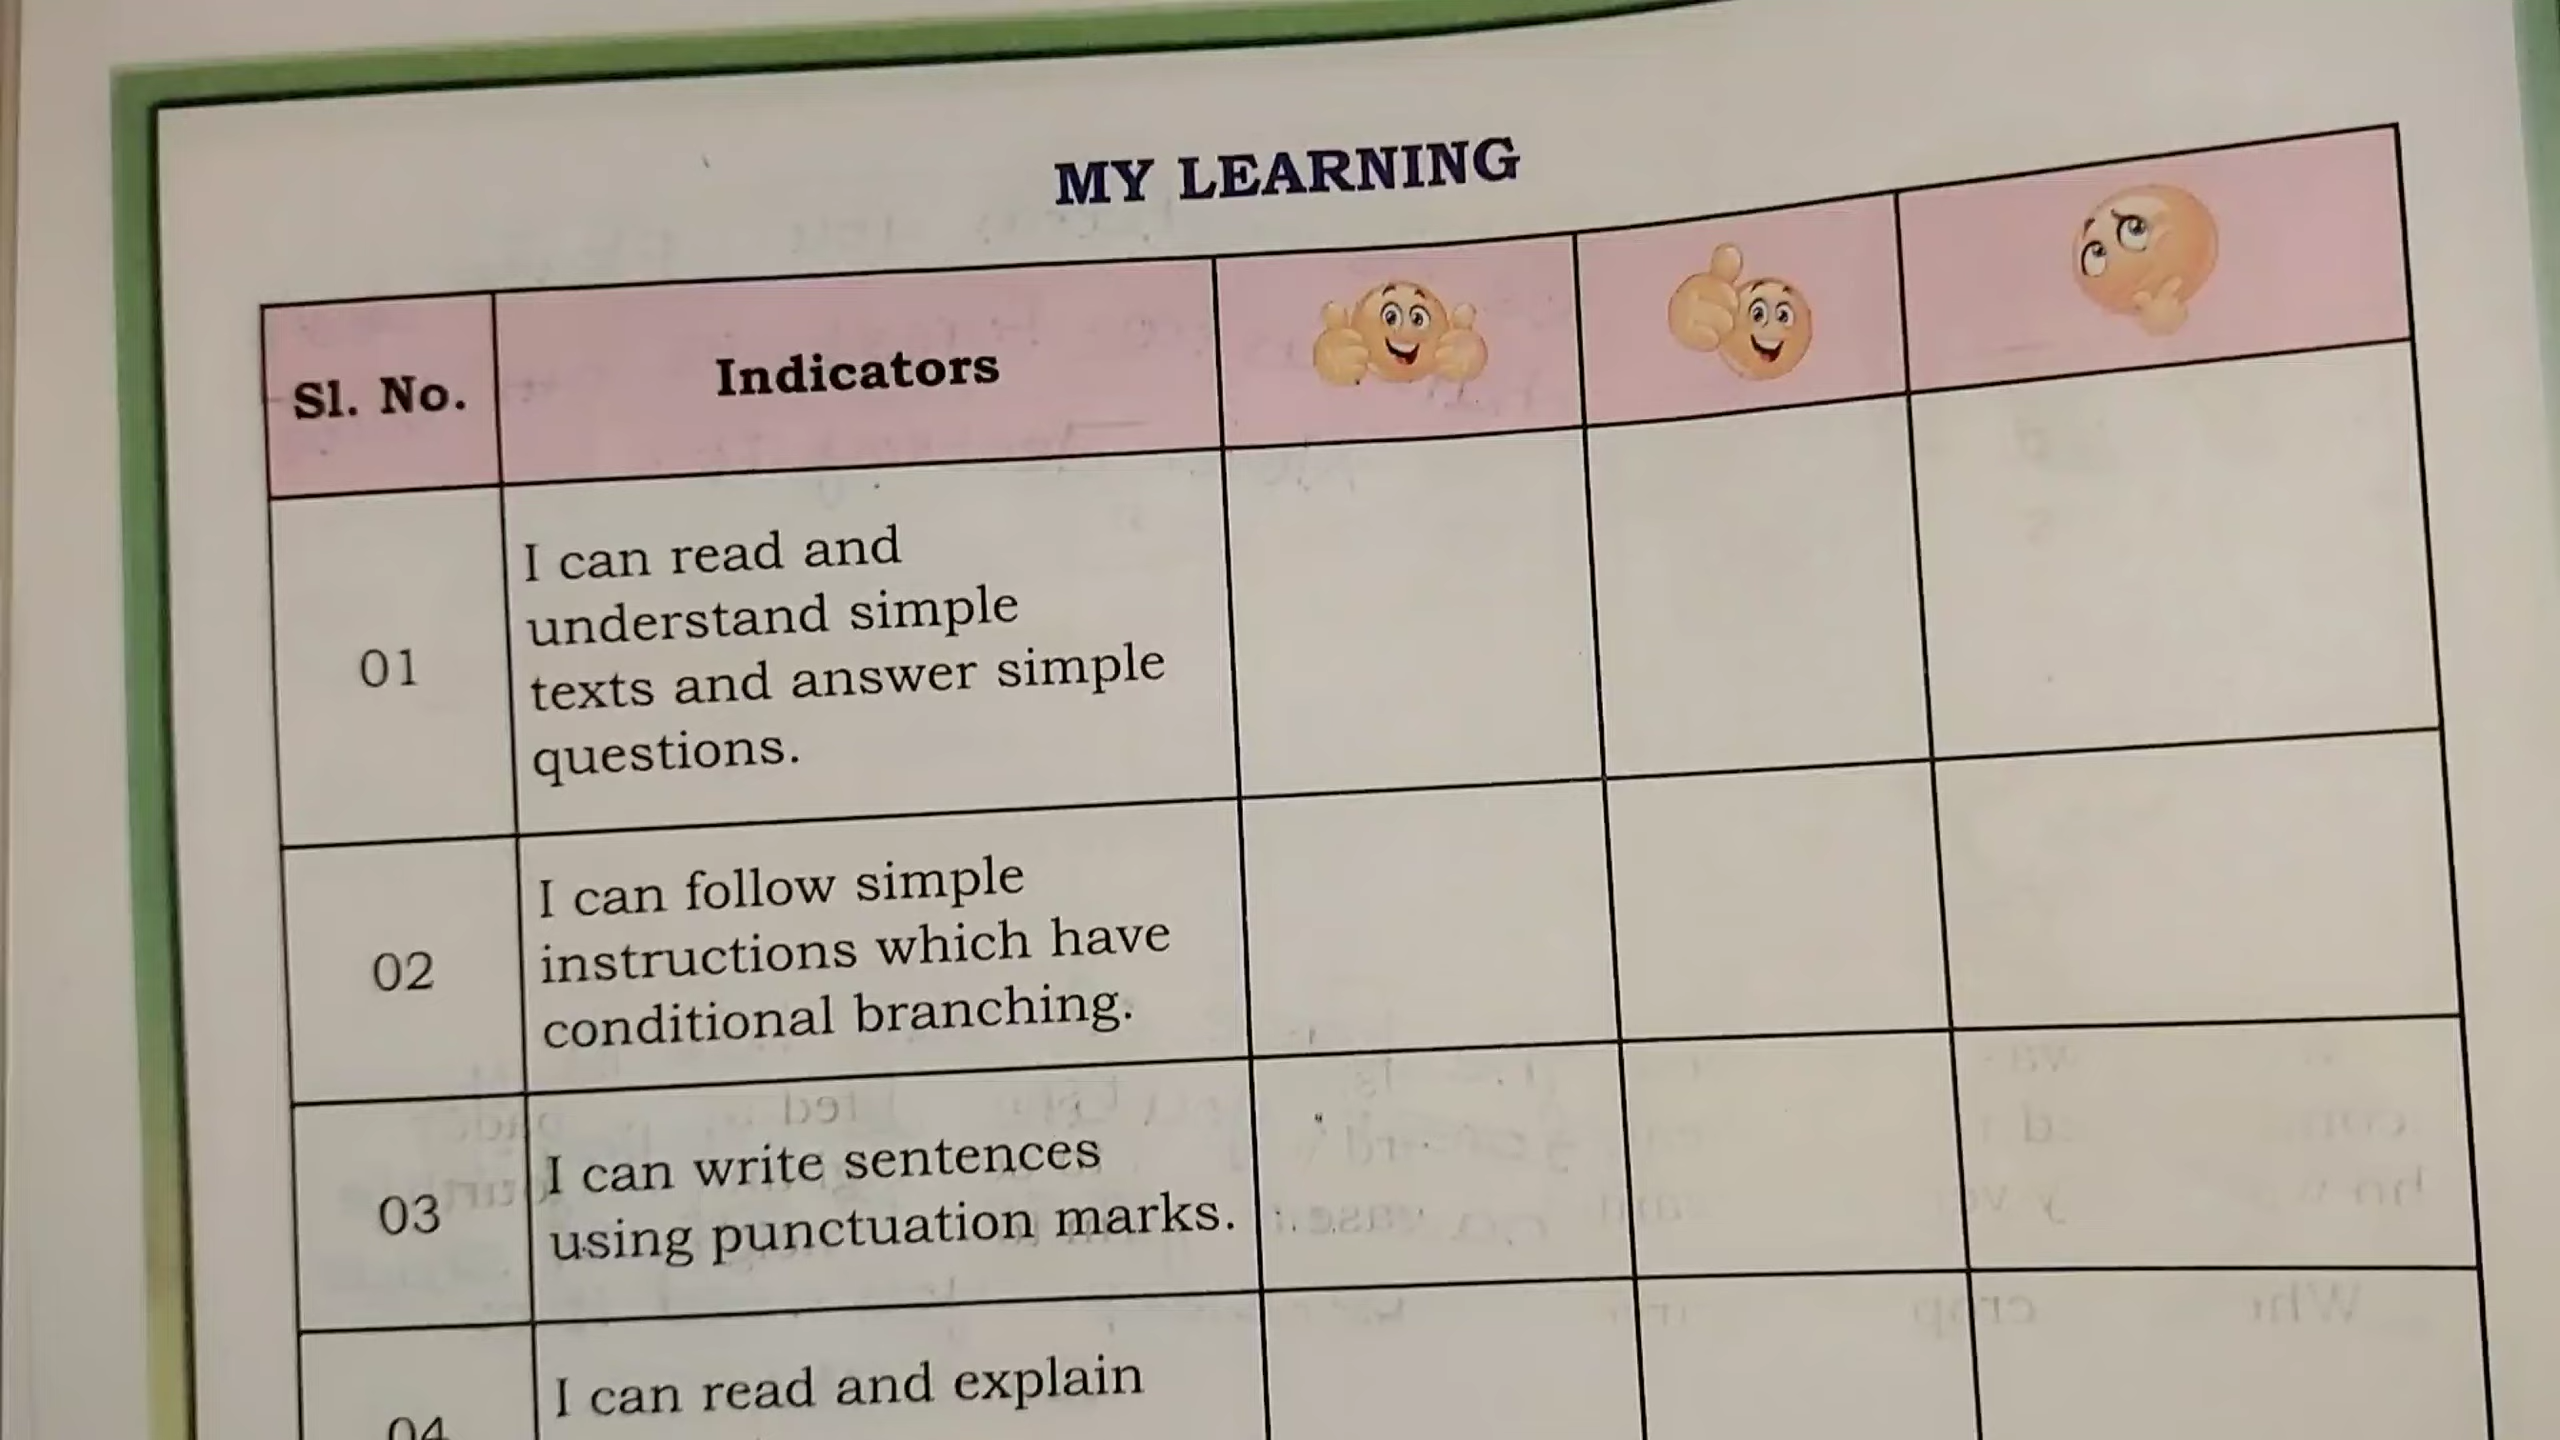 MY LEARNING
Sl. No.
Indicators
01
I can read and
understand simple
texts and answer simple
questions.
02
I can follow simple
instructions which have
conditional branching.
03
I can write sentences
using punctuation marks.
04
I can read and explain